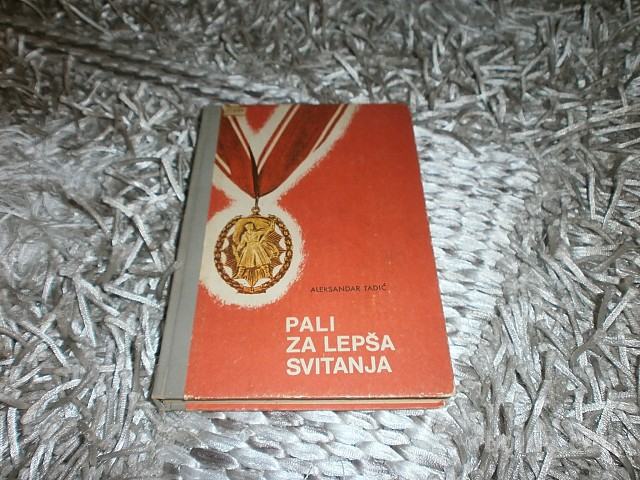 ALEKSANDAR TADIĆ
PALI
ZA LEPŠA
SVITANJA